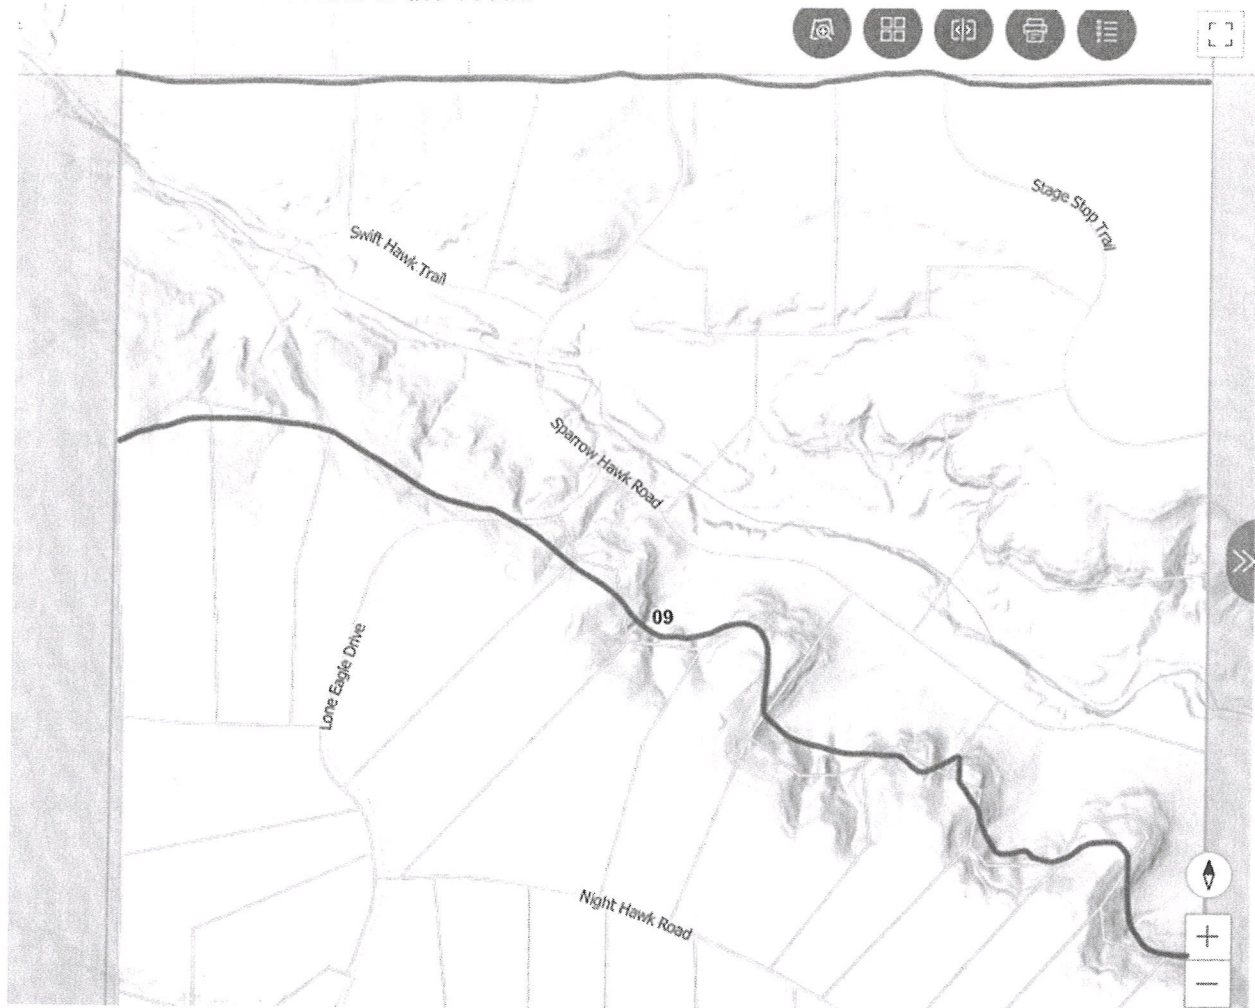 Stage Stop Trail
Swift Hawk Trail
Sparrow Hawk Road
09
Lone Eagle Drive
Night Hawk Road